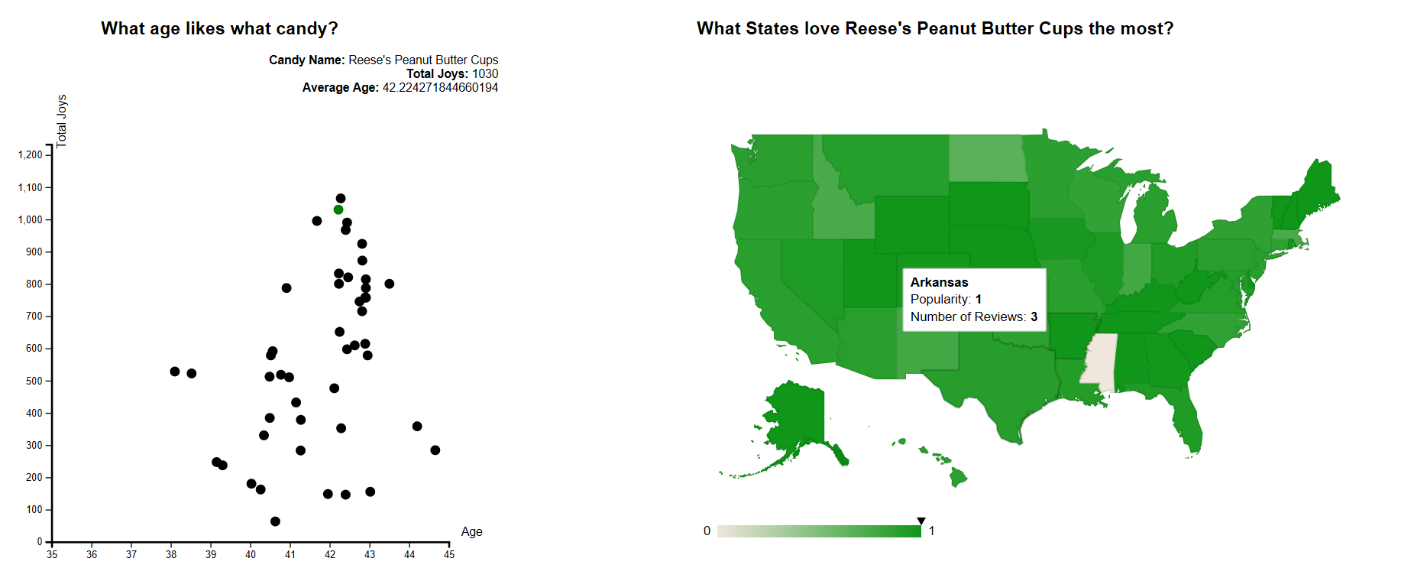 What age likes what candy?
Candy Name: Reese's Peanut Butter Cups
Total Joys: 1030
Average Age: 42.224271844660194
Total Joys
1,200
1,100
1,000
900
800
700
600
500
400
300
200
100
0
Age
35 36 37 38 39 40 41 42 43 44 45
What States love Reese's Peanut Butter Cups the most?
Arkansas
Popularity: 1
Number of Reviews: 3
0 1